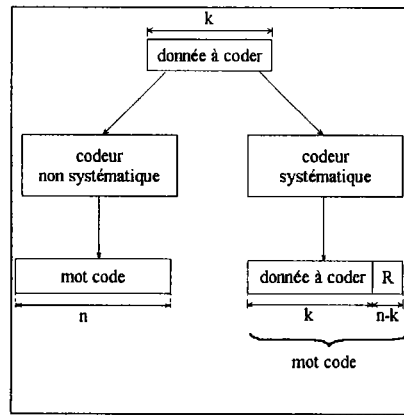 k
donnée à coder
codeur
non systématique
codeur
systématique
mot code
donnée à coder R
n
k n-k
mot code